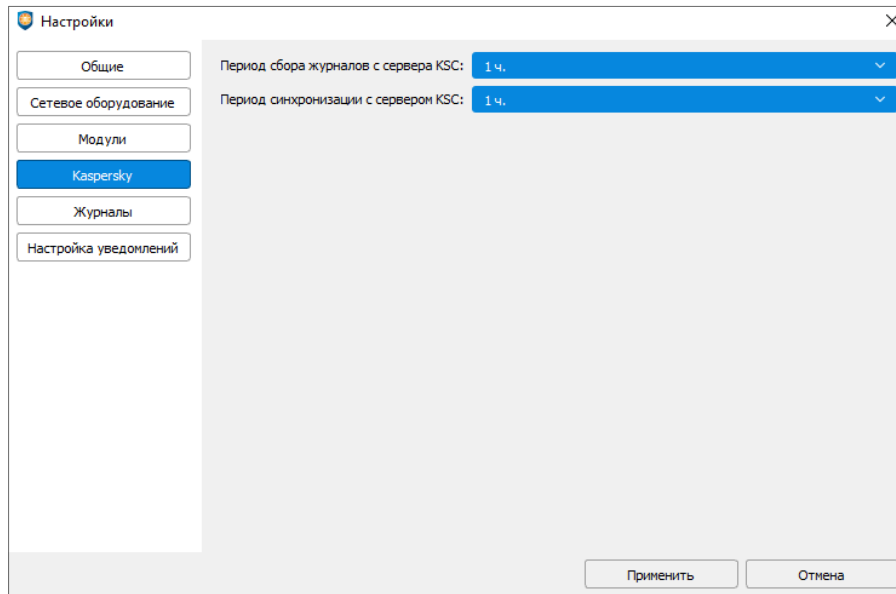 Настройки
Общие
Сетевое оборудование
Модули
Kaspersky
Журналы
Настройка уведомлений
Период сбора журналов с сервера KSC: 1 ч.
Период синхронизации с сервером KSC: 1 ч.
Применить Отмена